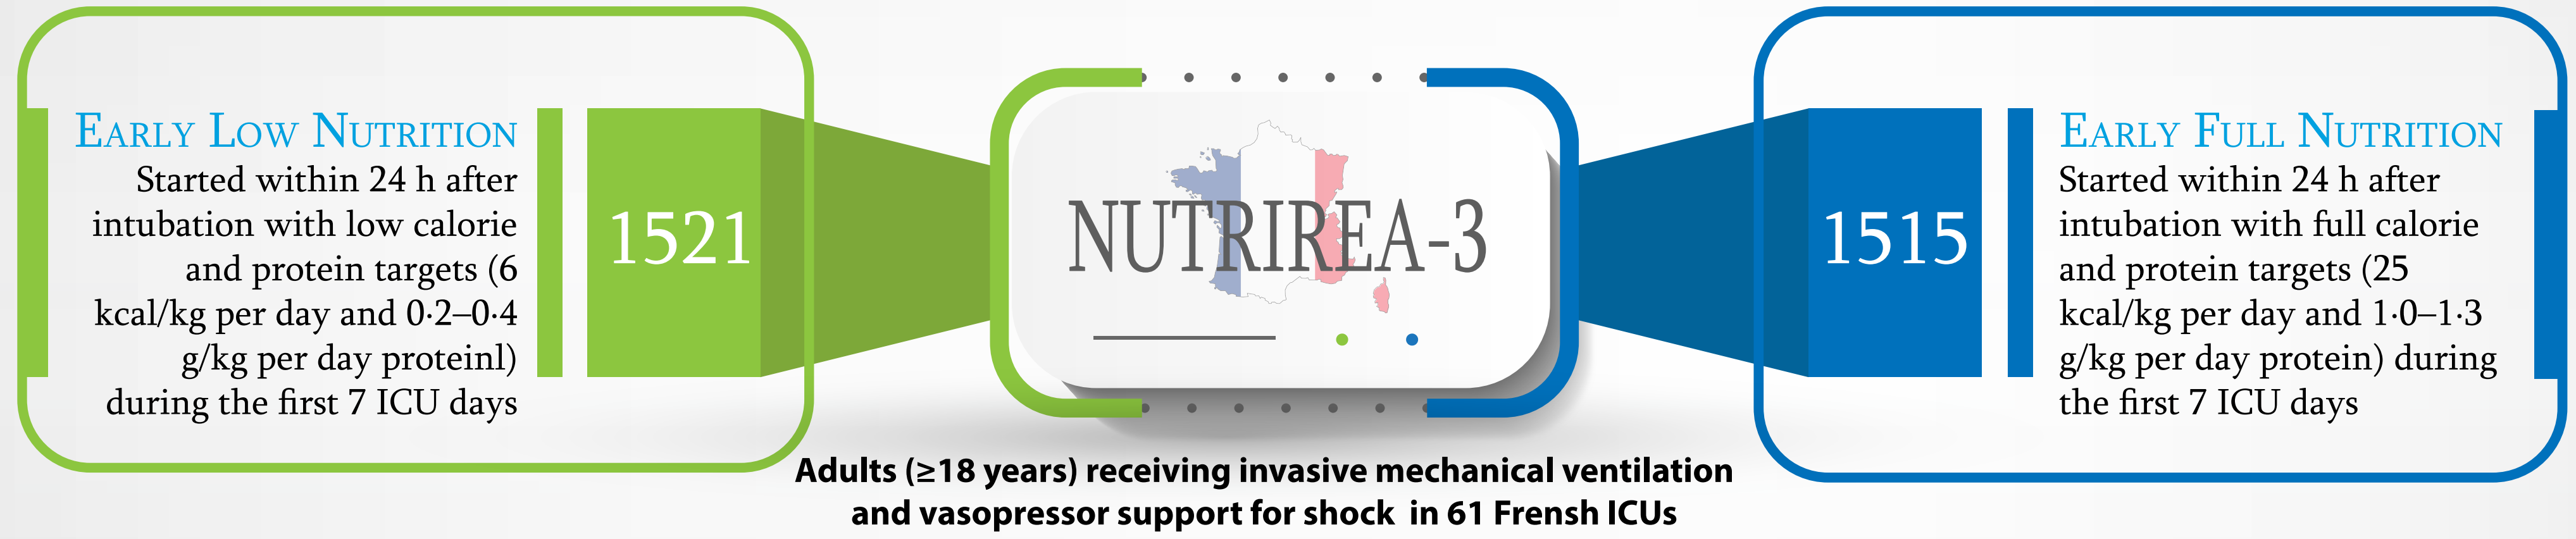 EARLY LOW NUTRITION
Started within 24 h after
intubation with low calorie
and protein targets (6
kcal/kg per day and 0·2–0·4
g/kg per day proteinl)
during the first 7 ICU days
1521
NUTRIREA-3
Adults (≥18 years) receiving invasive mechanical ventilation
and vasopressor support for shock in 61 Frensh ICUs
1515
EARLY FULL NUTRITION
Started within 24 h after
intubation with full calorie
and protein targets (25
kcal/kg per day and 1·0–1·3
g/kg per day protein) during
the first 7 ICU days